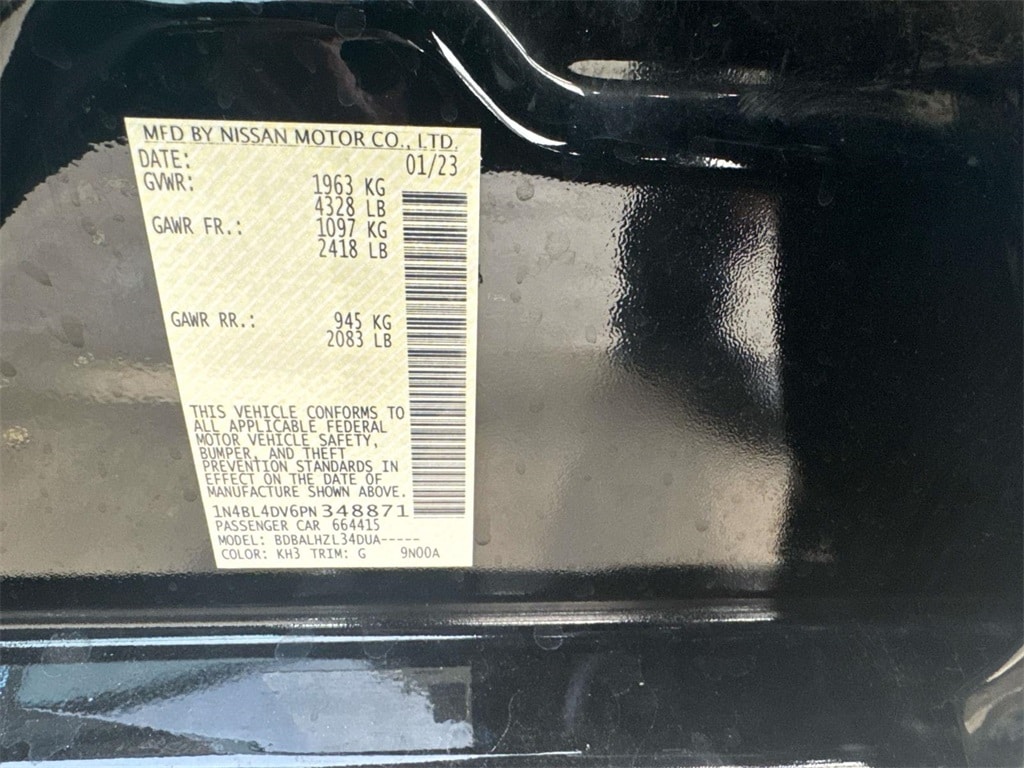 MFD BY NISSAN MOTOR CO., LTD.
DATE: 01/23
GVWR: 1963 KG
4328 LB
GAWR FR.: 1097 KG
2418 LB
GAWR RR.: 945 KG
2083 LB
THIS VEHICLE CONFORMS TO
ALL APPLICABLE FEDERAL
MOTOR VEHICLE SAFETY,
BUMPER, AND THEFT
PREVENTION STANDARDS IN
EFFECT ON THE DATE OF
MANUFACTURE SHOWN ABOVE.
1N4BL4DV6PN348871
PASSENGER CAR 664415
MODEL: BDBALHZL34DUA-----
COLOR: KH3 TRIM: G 9N00A